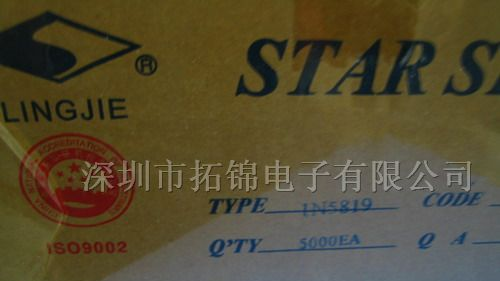 ®
STAR S
LINGJIE
ACCREDITATION
深圳市拓锦电子有限公司
TYPE 1N5819 CODE
ISO9002
Q'TY 5000EA Q A